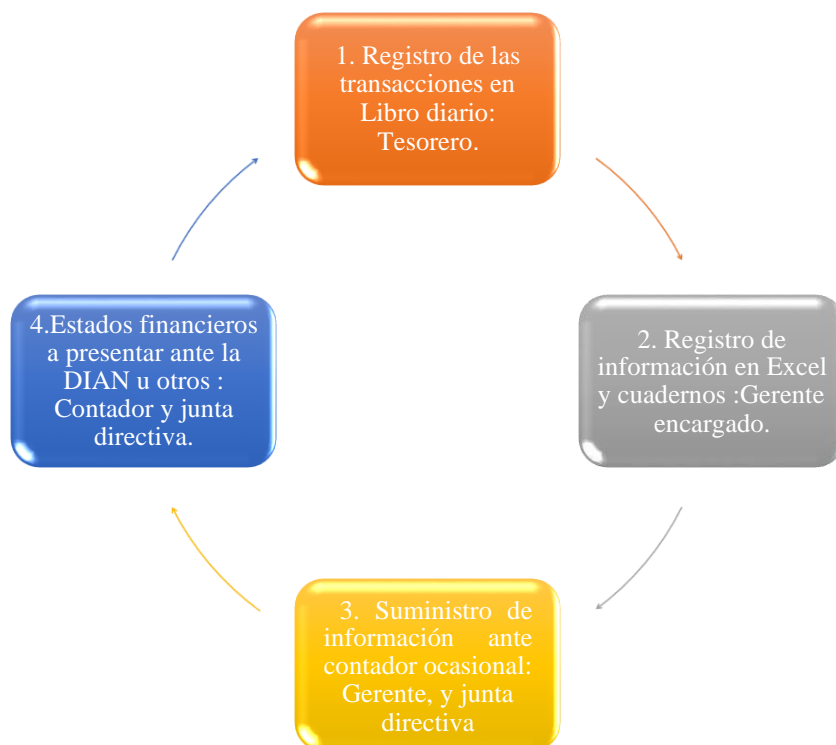 1. Registro de las
transacciones en
Libro diario:
Tesorero.
2. Registro de
información en Excel
y cuadernos :Gerente
encargado.
3. Suministro de
información ante
contador ocasional:
Gerente, y junta
directiva
4.Estados financieros
a presentar ante la
DIAN u otros :
Contador y junta
directiva.